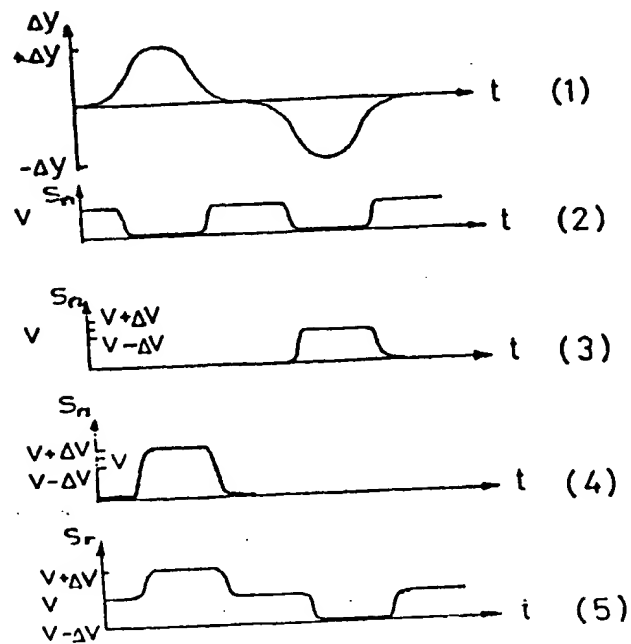 ΔY
+ΔY
t (1)
-ΔY
Sn
V
t (2)
Sn
V+ΔV
V
V-ΔV
t (3)
Sn
V+ΔV
V
V-ΔV
t (4)
Sr
V+ΔV
V
V-ΔV
t (5)